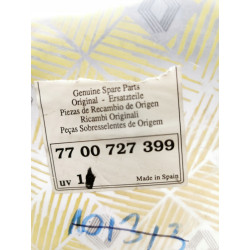 Genuine Spare Parts
Original - Ersatzteile
Piezas de Recambio de Origen
Ricambi Originali
Peças Sobresselemes de Origem
77 00 727 399
uv 1
Made in Spain